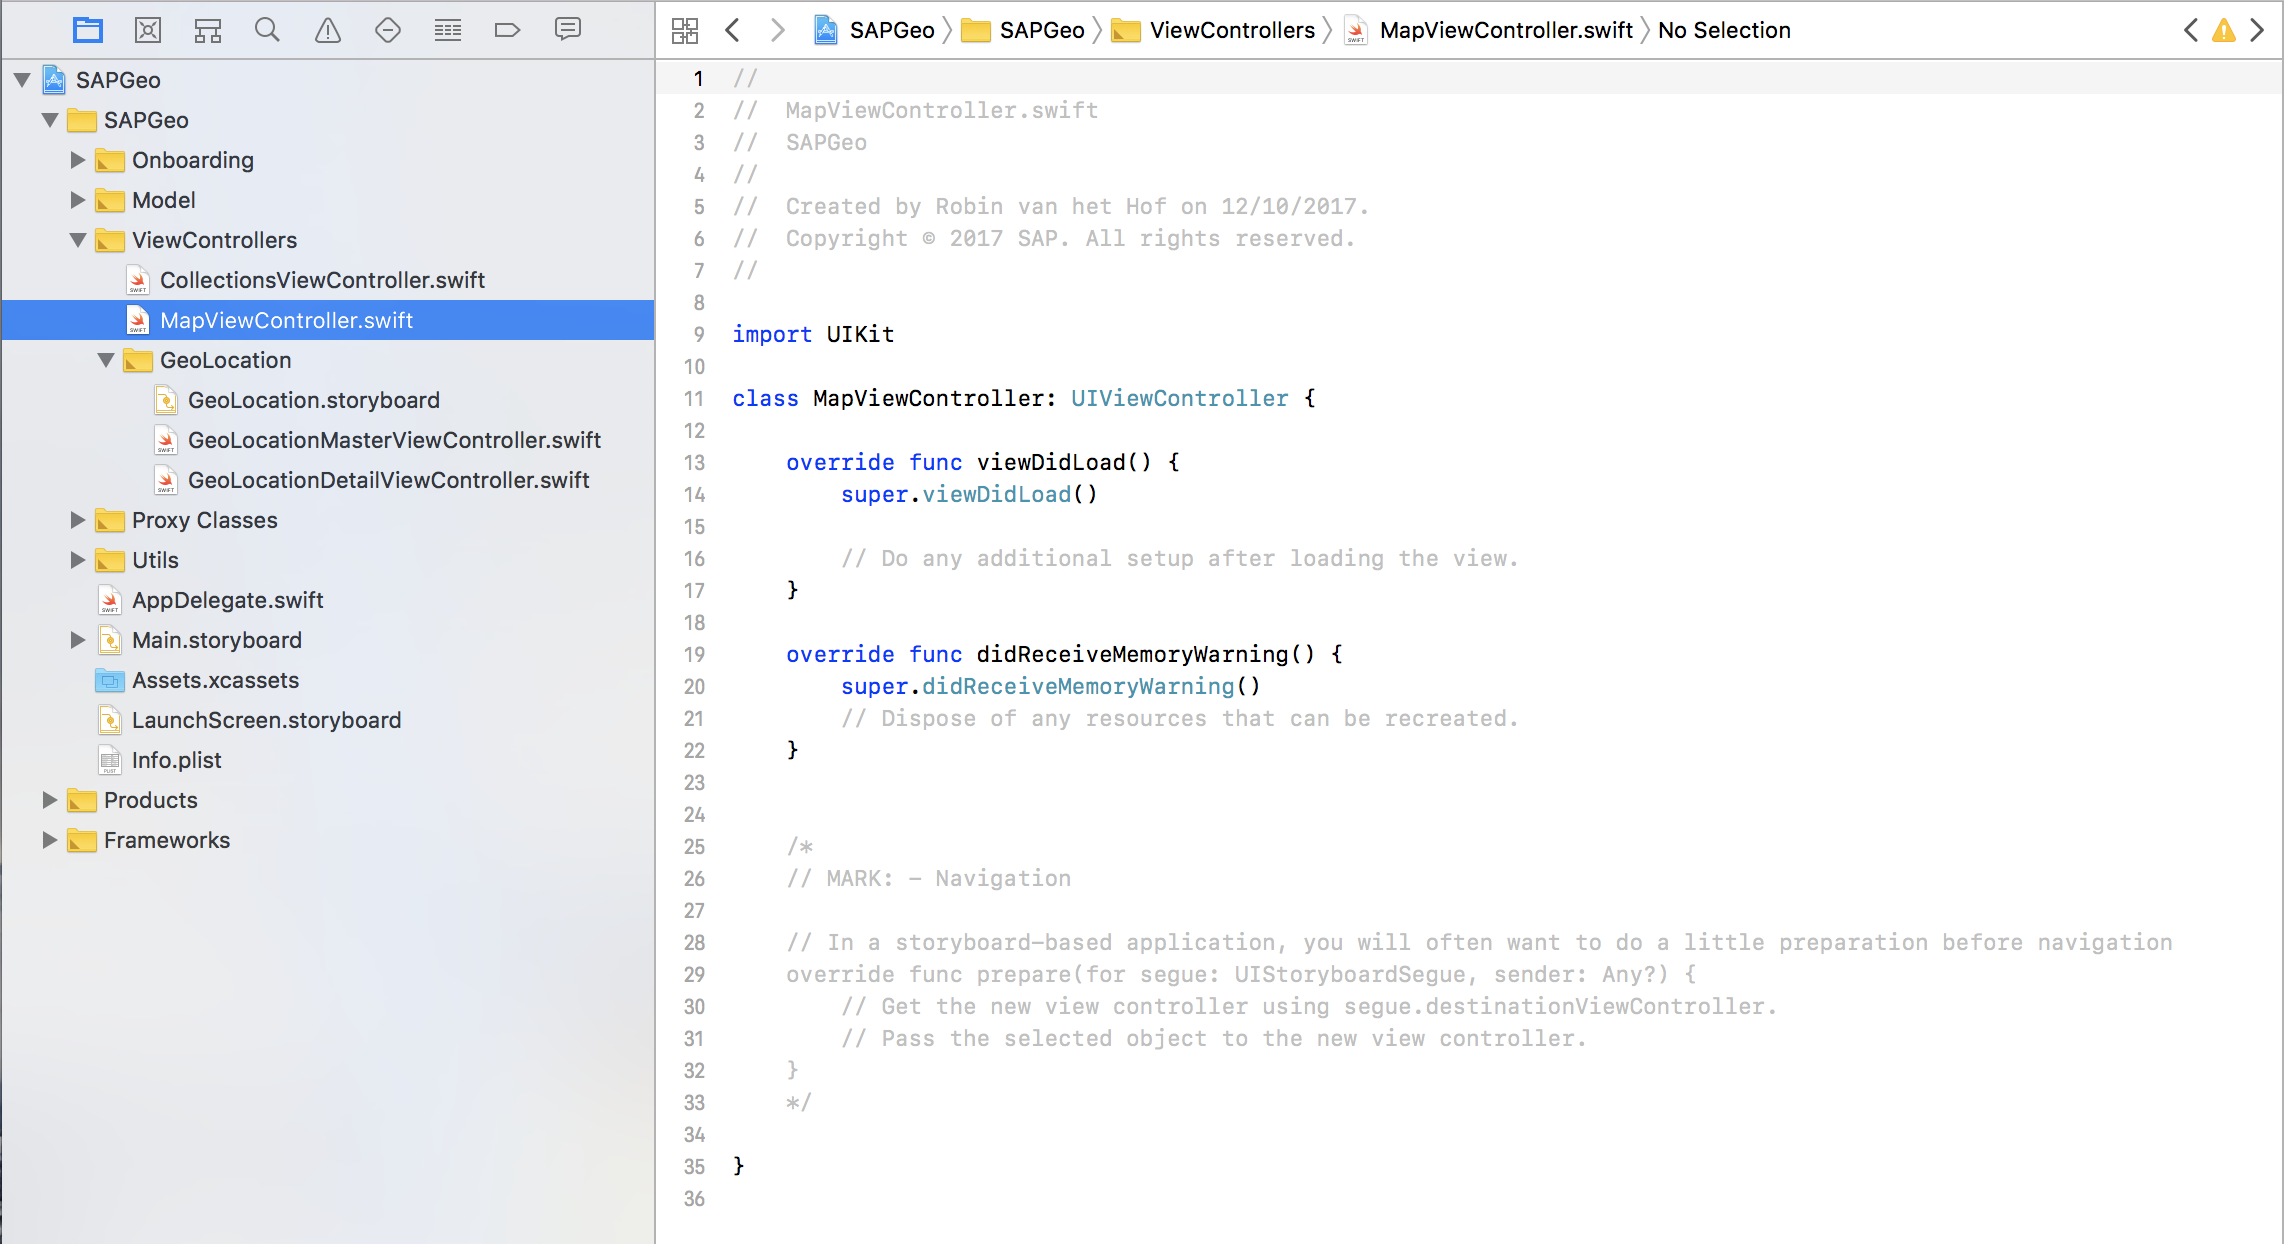 SAPGeo
SAPGeo
Onboarding
Model
ViewControllers
CollectionsViewController.swift
MapViewController.swift
GeoLocation
GeoLocation.storyboard
GeoLocationMasterViewController.swift
GeoLocationDetailViewController.swift
Proxy Classes
Utils
AppDelegate.swift
Main.storyboard
Assets.xcassets
LaunchScreen.storyboard
Info.plist
Products
Frameworks
SAPGeo SAPGeo ViewControllers MapViewController.swift No Selection
1 //
2 //  MapViewController.swift
3 //  SAPGeo
4 //
5 //  Created by Robin van het Hof on 12/10/2017.
6 //  Copyright © 2017 SAP. All rights reserved.
7 //
8
9 import UIKit
10
11 class MapViewController: UIViewController {
12
13     override func viewDidLoad() {
14         super.viewDidLoad()
15
16         // Do any additional setup after loading the view.
17     }
18
19     override func didReceiveMemoryWarning() {
20         super.didReceiveMemoryWarning()
21         // Dispose of any resources that can be recreated.
22     }
23
24
25     /*
26     // MARK: - Navigation
27
28     // In a storyboard-based application, you will often want to do a little preparation before navigation
29     override func prepare(for segue: UIStoryboardSegue, sender: Any?) {
30         // Get the new view controller using segue.destinationViewController.
31         // Pass the selected object to the new view controller.
32     }
33     */
34
35 }
36